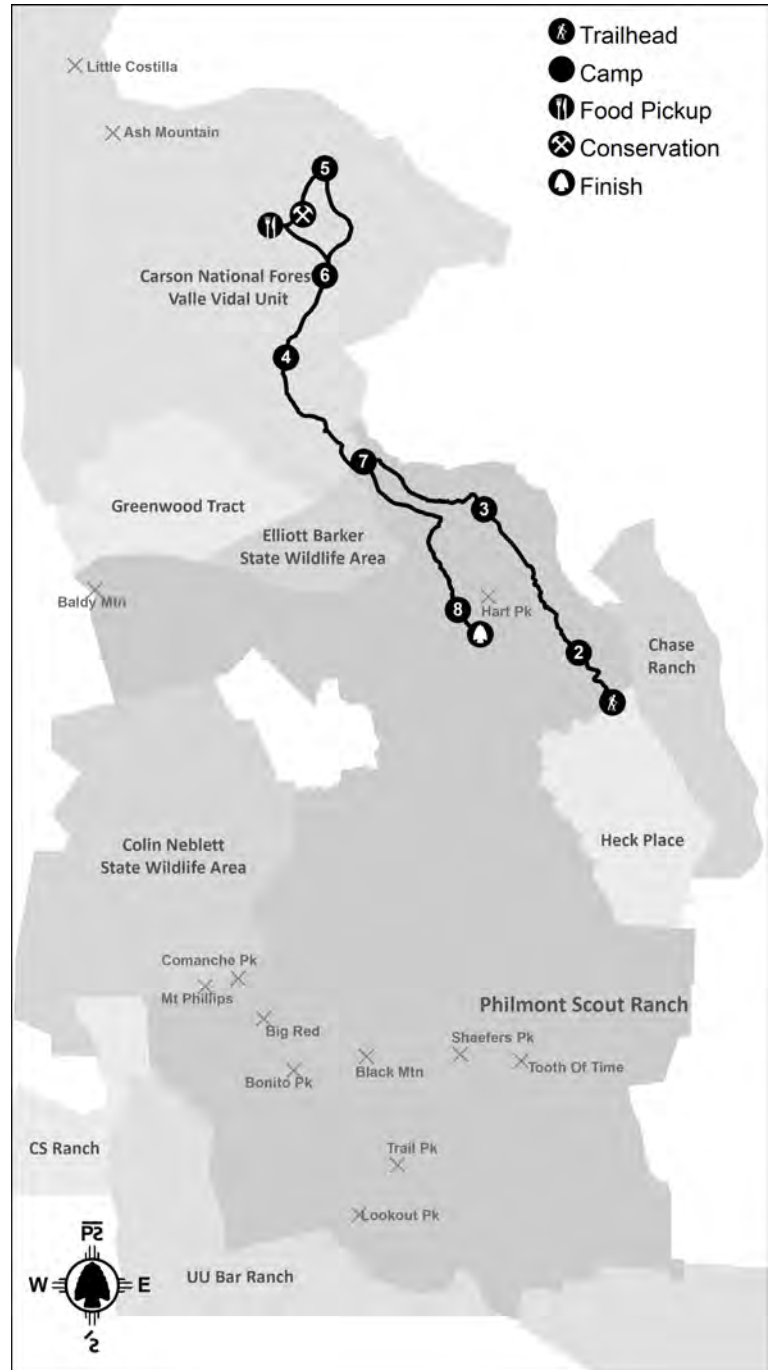 Trailhead
Camp
Food Pickup
Conservation
Finish
Little Costilla
Ash Mountain
5
6
Carson National Fores
Valle Vidal Unit
4
7
Greenwood Tract
3
Elliott Barker
State Wildlife Area
Baldy Mtn
Hart Pk
8
2
Chase
Ranch
Heck Place
Colin Neblett
State Wildlife Area
Comanche Pk
Mt Phillips
Philmont Scout Ranch
Big Red
Shaefers Pk
Black Mtn
Tooth Of Time
Bonito Pk
CS Ranch
Trail Pk
Lookout Pk
UU Bar Ranch
W
E